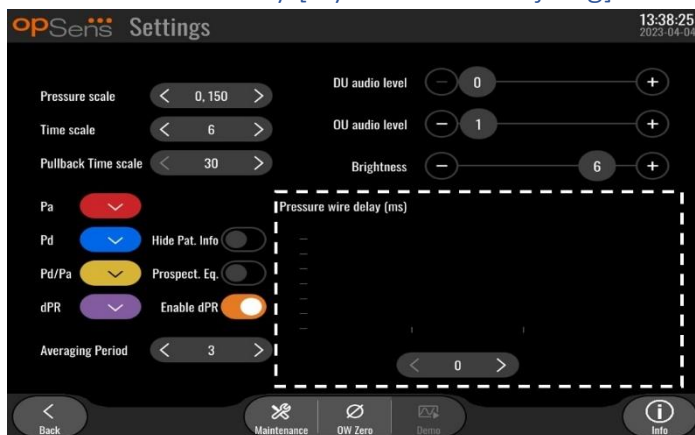 opSens Settings
13:38:25
2023-04-04
Pressure scale < 0, 150 >
Time scale < 6 >
Pullback Time scale < 30 >
DU audio level − 0 +
OU audio level − 1 +
Brightness − 6 +
Pa
Pd Hide Pat. Info
Pd/Pa Prospect. Eq.
dPR Enable dPR
Averaging Period < 3 >
Pressure wire delay (ms)
< 0 >
Back
Maintenance
OW Zero
Demo
Info